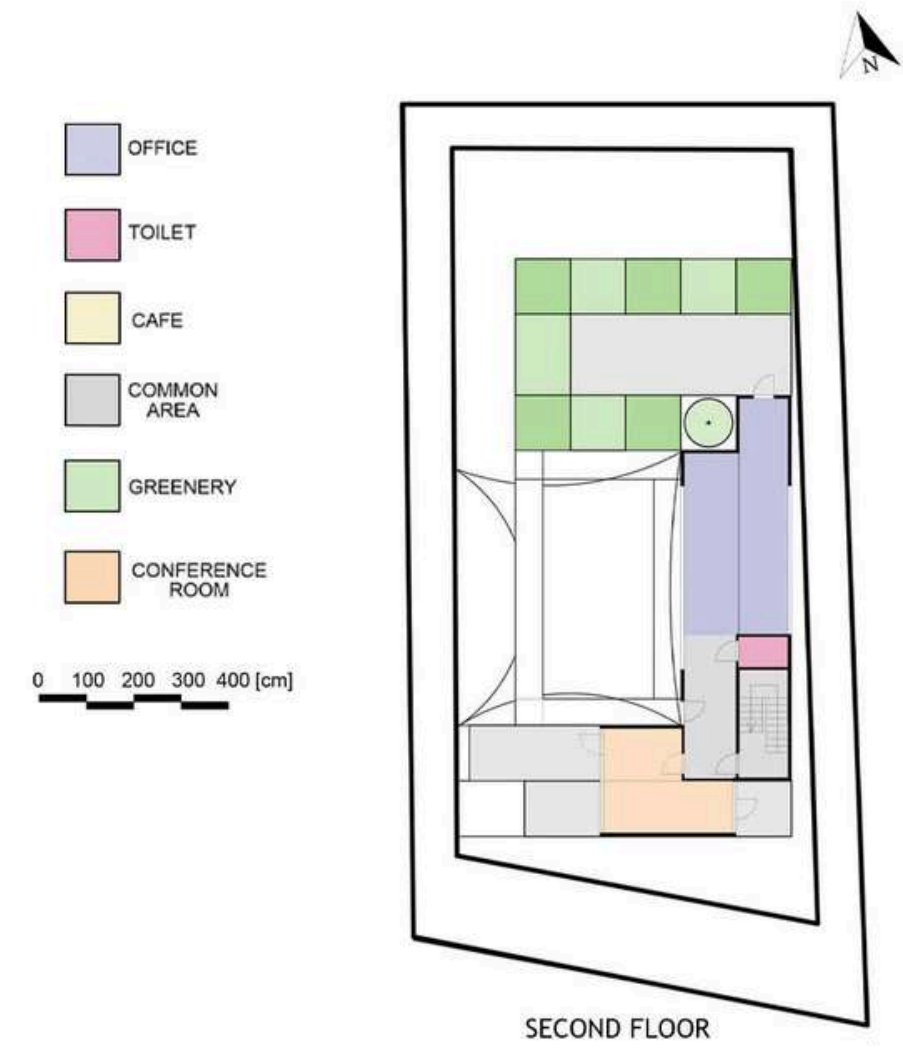 N
OFFICE
TOILET
CAFE
COMMON
AREA
GREENERY
CONFERENCE
ROOM
0 100 200 300 400 [cm]
SECOND FLOOR